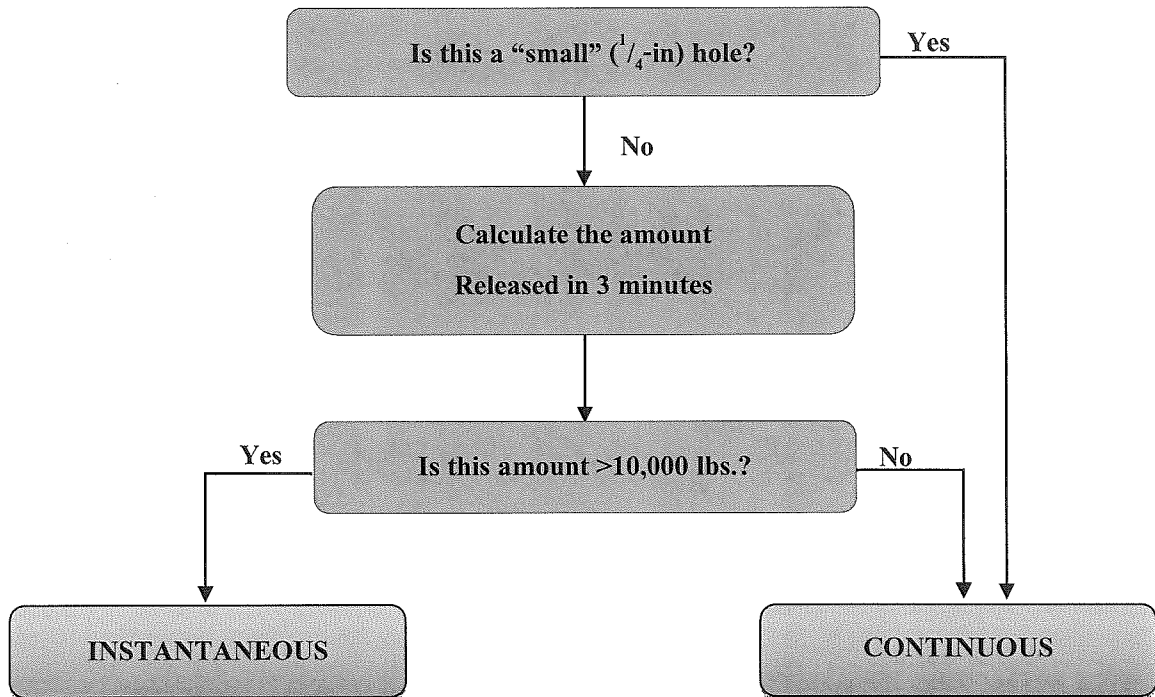 Is this a “small” (1/4-in) hole?
Yes
No
Calculate the amount
Released in 3 minutes
Yes
Is this amount >10,000 lbs.?
No
INSTANTANEOUS
CONTINUOUS